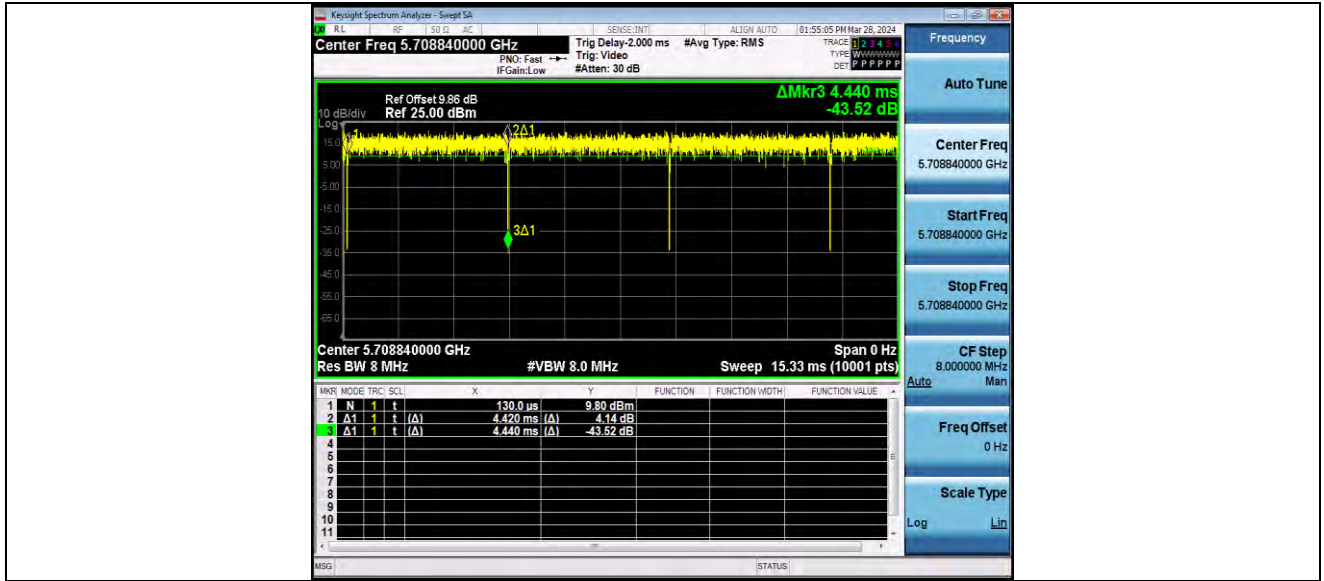 Keysight Spectrum Analyzer - Swept SA
RL RF 50 Ω AC SENSE:INT ALIGN AUTO 01:55:05 PM Mar 28, 2024
Center Freq 5.708840000 GHz
PNO: Fast
IFGain:Low
Trig Delay-2.000 ms
Trig: Video
#Atten: 30 dB
#Avg Type: RMS
TRACE 1 2 3 4 5 6
TYPE W
DET P P P P P P
ΔMkr3 4.440 ms
-43.52 dB
Ref Offset 9.86 dB
10 dB/div Ref 25.00 dBm
Log
1
2Δ1
3Δ1
15.0
5.00
-5.00
-15.0
-25.0
-35.0
-45.0
-55.0
-65.0
Center 5.708840000 GHz Span 0 Hz
Res BW 8 MHz #VBW 8.0 MHz Sweep 15.33 ms (10001 pts)
MKR MODE TRC SCL X Y FUNCTION FUNCTION WIDTH FUNCTION VALUE
1 N 1 t 130.0 µs 9.80 dBm
2 Δ1 1 t (Δ) 4.420 ms (Δ) 4.14 dB
3 Δ1 1 t (Δ) 4.440 ms (Δ) -43.52 dB
4
5
6
7
8
9
10
11
MSG STATUS
Frequency
Auto Tune
Center Freq
5.708840000 GHz
Start Freq
5.708840000 GHz
Stop Freq
5.708840000 GHz
CF Step
8.000000 MHz
Auto Man
Freq Offset
0 Hz
Scale Type
Log Lin